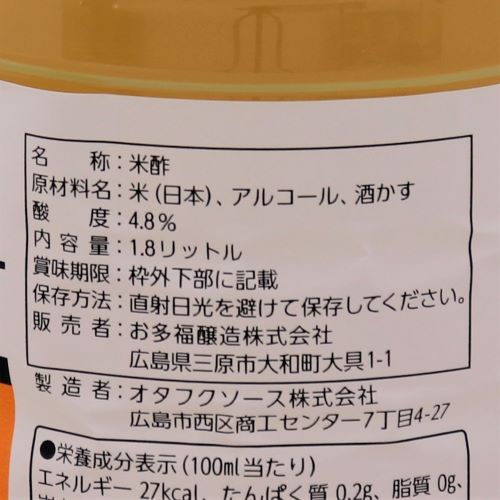 名　　称：米酢
原材料名：米（日本）、アルコール、酒かす
酸　　度：4.8％
内 容 量：1.8リットル
賞味期限：枠外下部に記載
保存方法：直射日光を避けて保存してください。
販 売 者：お多福醸造株式会社
広島県三原市大和町大具1-1
製 造 者：オタフクソース株式会社
広島市西区商工センター7丁目4-27
●栄養成分表示（100ml当たり）
エネルギー 27kcal、たんぱく質 0.2g、脂質 0g、